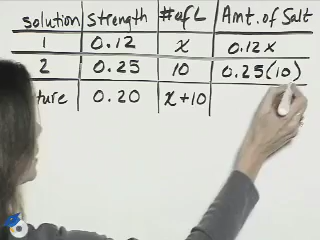 solution Strength # of L Amt. of Salt
1 0.12 x 0.12x
2 0.25 10 0.25(10)
ture 0.20 x+10